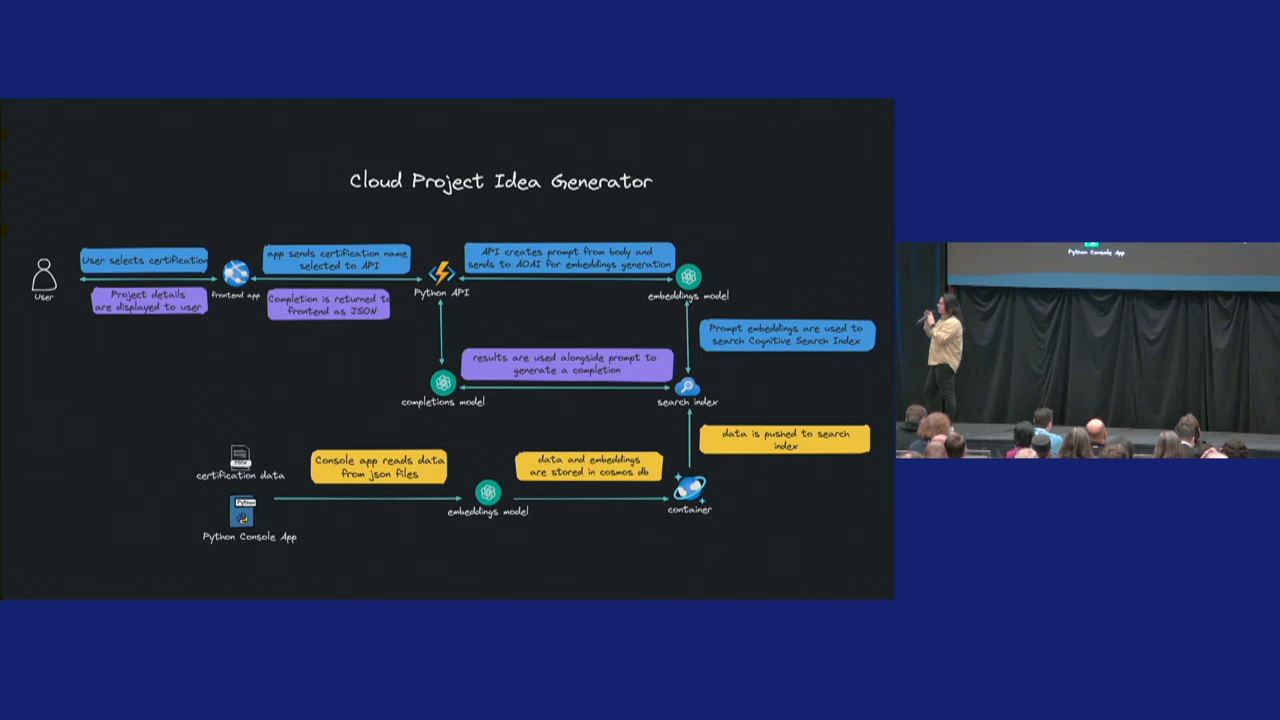 Cloud Project Idea Generator
User selects certification
app sends certification name
selected to API
API creates prompt from body and
sends to AOAI for embeddings generation
User
frontend app
Python API
embeddings model
Project details
are displayed to user
Completion is returned to
frontend as JSON
Prompt embeddings are used to
search Cognitive Search Index
results are used alongside prompt to
generate a completion
completions model
search index
data is pushed to search
index
certification data
Console app reads data
from json files
data and embeddings
are stored in cosmos db
Python
embeddings model
container
Python Console App
Python Console App